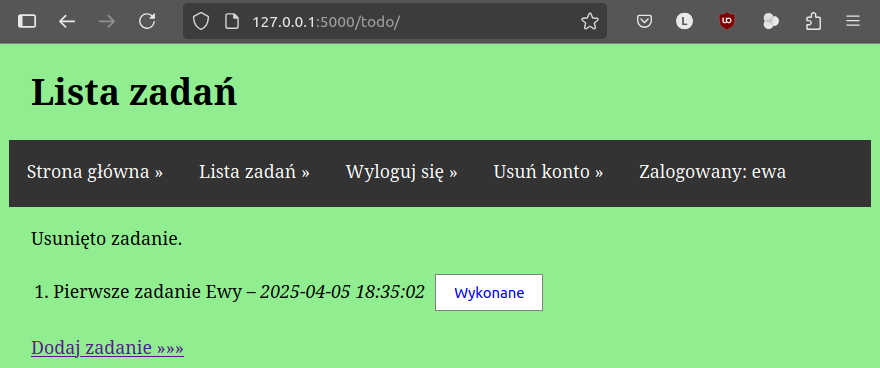 127.0.0.1:5000/todo/
Lista zadań
Strona główna » Lista zadań » Wyloguj się » Usuń konto » Zalogowany: ewa
Usunięto zadanie.
1. Pierwsze zadanie Ewy – 2025-04-05 18:35:02 Wykonane
Dodaj zadanie »»»